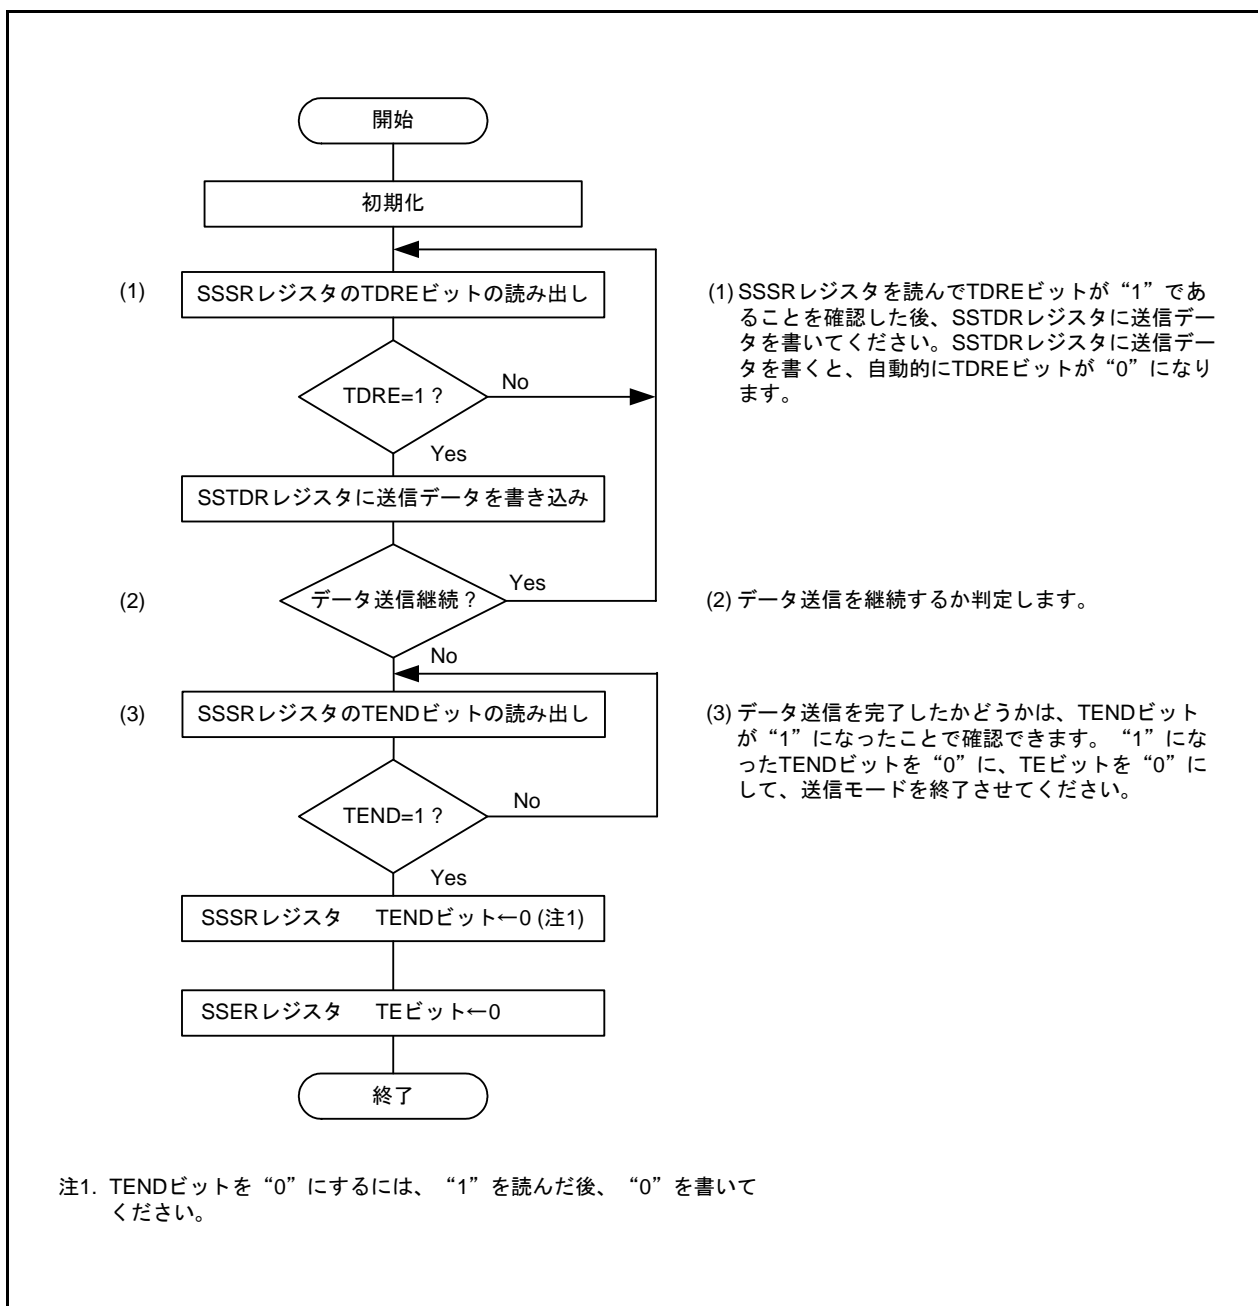 開始
初期化
(1)
SSSRレジスタのTDREビットの読み出し
TDRE=1 ?
No
Yes
SSTDRレジスタに送信データを書き込み
(2)
データ送信継続 ?
Yes
No
(3)
SSSRレジスタのTENDビットの読み出し
TEND=1 ?
No
Yes
SSSRレジスタ TENDビット←0 (注1)
SSERレジスタ TEビット←0
終了
(1) SSSRレジスタを読んでTDREビットが“1”であ
ることを確認した後、SSTDRレジスタに送信デー
タを書いてください。SSTDRレジスタに送信デー
タを書くと、自動的にTDREビットが“0”になり
ます。
(2) データ送信を継続するか判定します。
(3) データ送信を完了したかどうかは、TENDビット
が“1”になったことで確認できます。“1”にな
ったTENDビットを“0”に、TEビットを“0”に
して、送信モードを終了させてください。
注1. TENDビットを“0”にするには、“1”を読んだ後、“0”を書いて
ください。